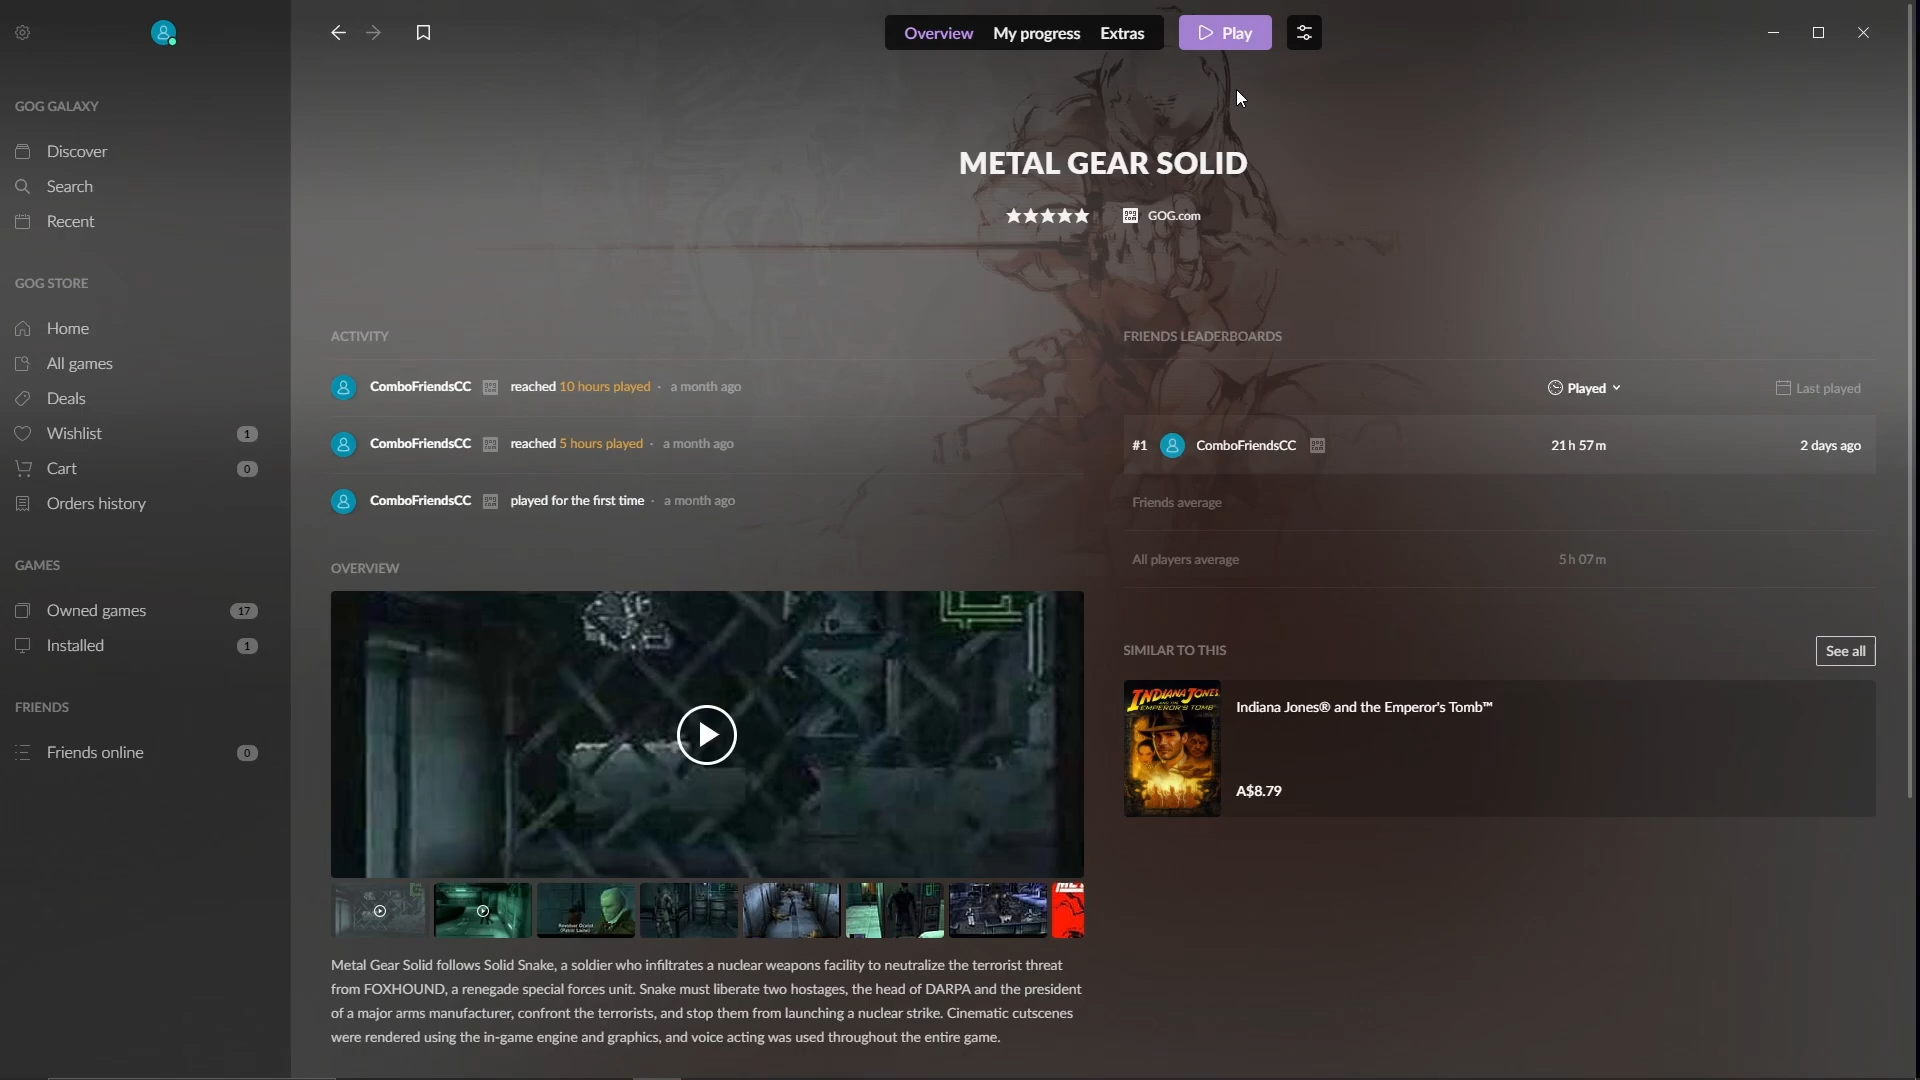 Overview My progress Extras Play
GOG GALAXY
Discover
Search
Recent
GOG STORE
Home
All games
Deals
Wishlist 1
Cart 0
Orders history
GAMES
Owned games 17
Installed 1
FRIENDS
Friends online 0
METAL GEAR SOLID
GOG.com
ACTIVITY
ComboFriendsCC reached 10 hours played · a month ago
ComboFriendsCC reached 5 hours played · a month ago
ComboFriendsCC played for the first time · a month ago
FRIENDS LEADERBOARDS
Played Last played
#1 ComboFriendsCC 21 h 57 m 2 days ago
Friends average
All players average 5 h 07 m
OVERVIEW
Metal Gear Solid follows Solid Snake, a soldier who infiltrates a nuclear weapons facility to neutralize the terrorist threat
from FOXHOUND, a renegade special forces unit. Snake must liberate two hostages, the head of DARPA and the president
of a major arms manufacturer, confront the terrorists, and stop them from launching a nuclear strike. Cinematic cutscenes
were rendered using the in-game engine and graphics, and voice acting was used throughout the entire game.
SIMILAR TO THIS
See all
INDIANA JONES
AND THE
EMPEROR'S TOMB
Indiana Jones® and the Emperor's Tomb™
A$8.79